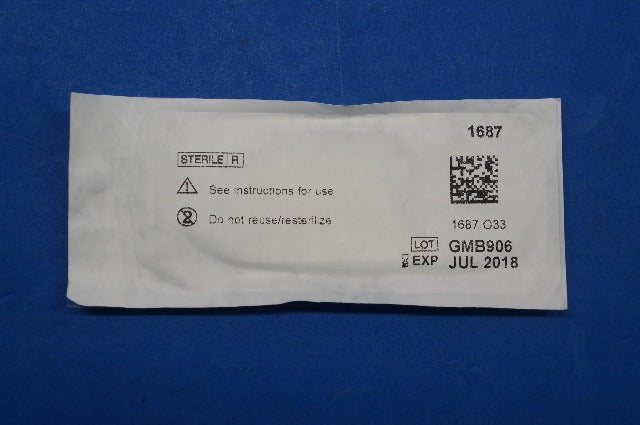 1687
STERILE R
See instructions for use
Do not reuse/resterilize
1687 O33
LOT GMB906
EXP JUL 2018